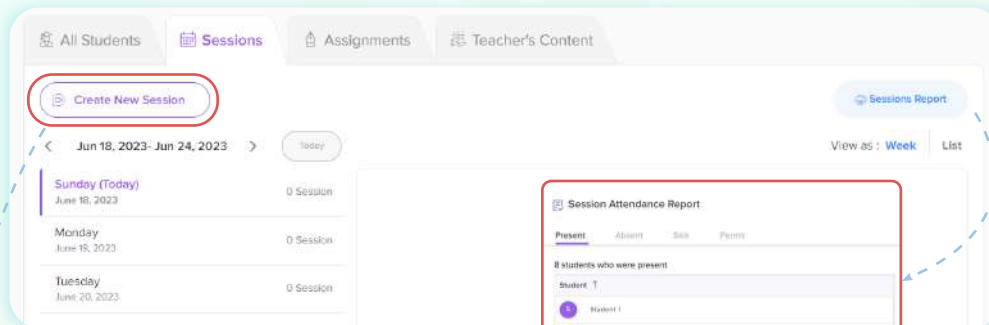 All Students
Sessions
Assignments
Teacher's Content
Create New Session
Sessions Report
Jun 18, 2023- Jun 24, 2023
Today
View as : Week List
Sunday (Today)
June 18, 2023
0 Session
Monday
June 19, 2023
0 Session
Tuesday
June 20, 2023
0 Session
Session Attendance Report
Present Absent Sick Permit
8 students who were present
Student ↑
Student 1